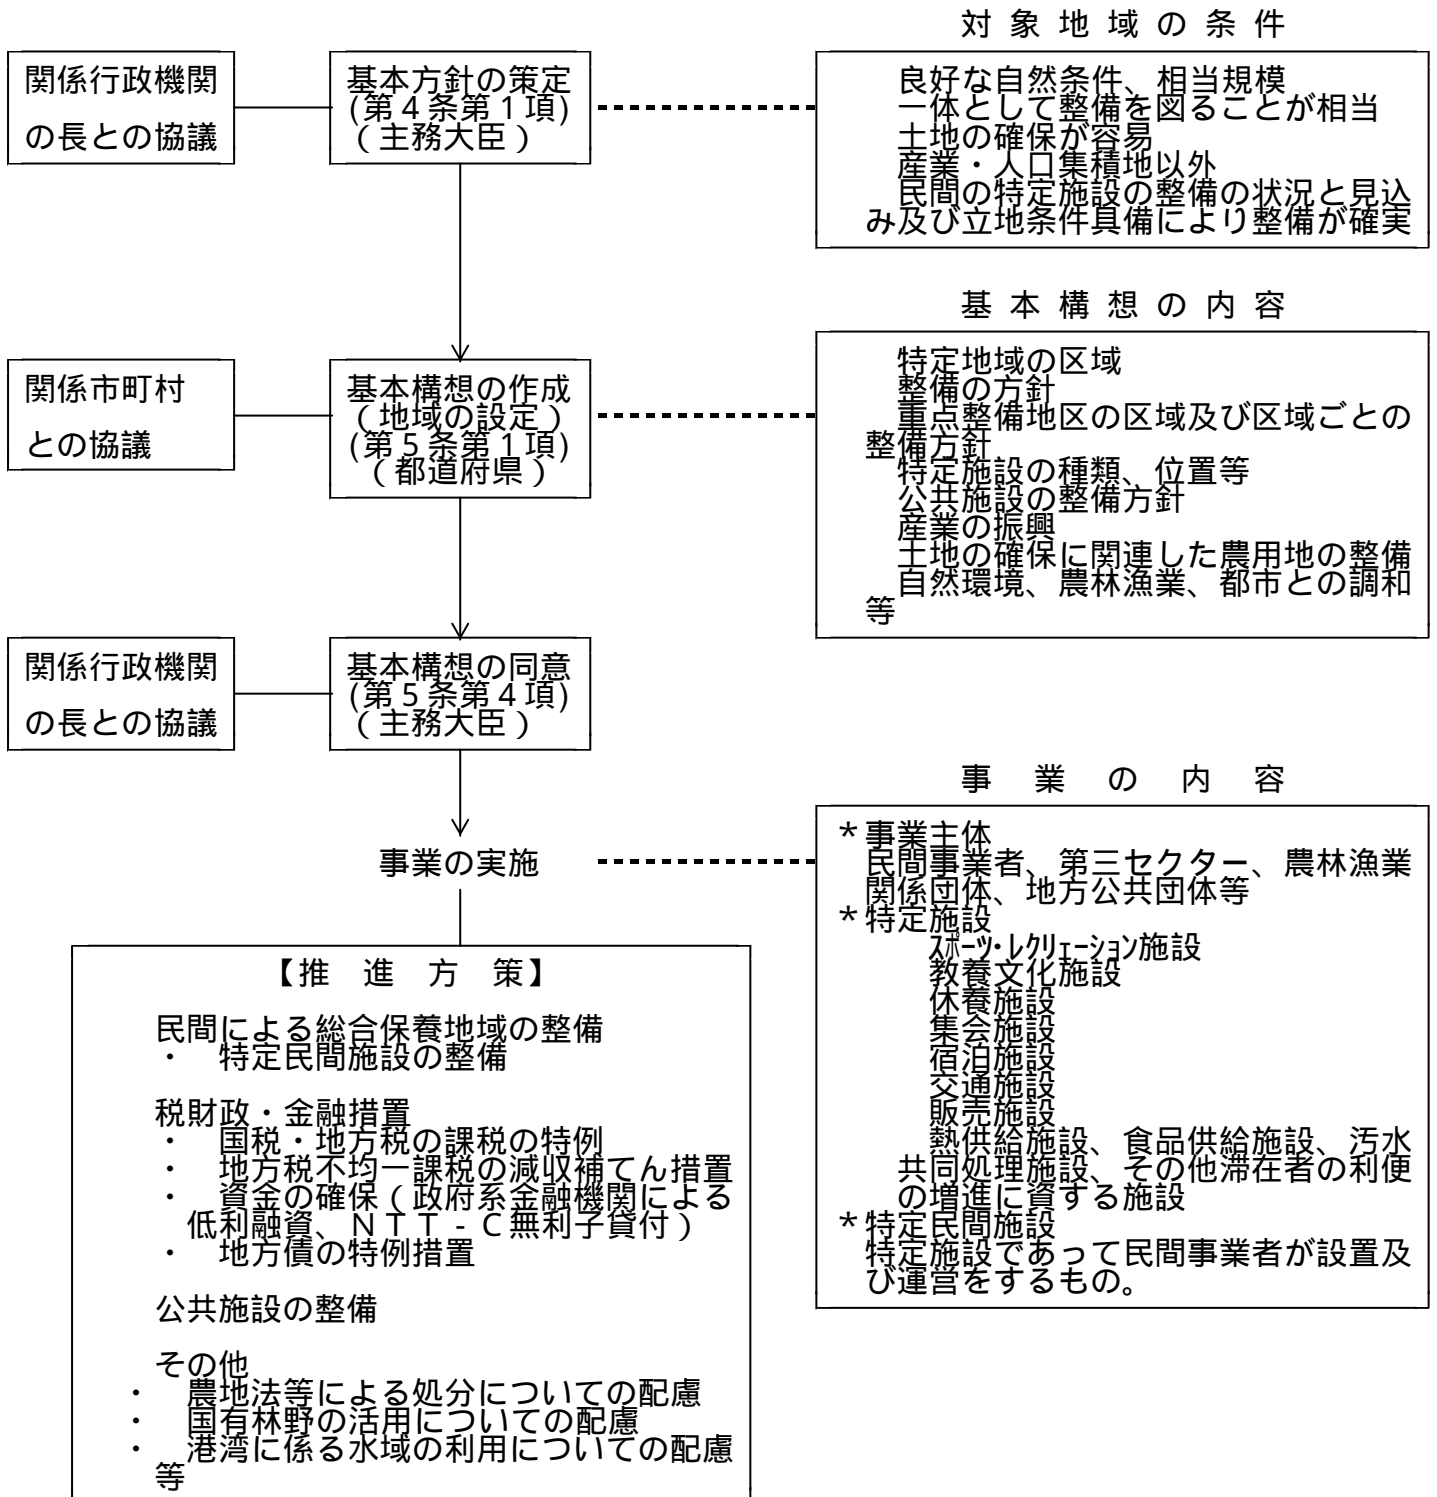 対象地域の条件
関係行政機関
の長との協議
基本方針の策定
(第４条第１項)
（主務大臣）
良好な自然条件、相当規模
一体として整備を図ることが相当
土地の確保が容易
産業・人口集積地以外
民間の特定施設の整備の状況と見込
み及び立地条件具備により整備が確実
基本構想の内容
関係市町村
との協議
基本構想の作成
（地域の設定）
(第５条第１項)
（都道府県）
特定地域の区域
整備の方針
重点整備地区の区域及び区域ごとの
整備方針
特定施設の種類、位置等
公共施設の整備方針
産業の振興
土地の確保に関連した農用地の整備
自然環境、農林漁業、都市との調和
等
関係行政機関
の長との協議
基本構想の同意
(第５条第４項)
（主務大臣）
事業の内容
事業の実施
＊事業主体
民間事業者、第三セクター、農林漁業
関係団体、地方公共団体等
＊特定施設
ｽﾎﾟｰﾂ・ﾚｸﾘｪｰｼｮﾝ施設
教養文化施設
休養施設
集会施設
宿泊施設
交通施設
販売施設
熱供給施設、食品供給施設、汚水
共同処理施設、その他滞在者の利便
の増進に資する施設
＊特定民間施設
特定施設であって民間事業者が設置及
び運営をするもの。
【推　進　方　策】
民間による総合保養地域の整備
・　特定民間施設の整備
税財政・金融措置
・　国税・地方税の課税の特例
・　地方税不均一課税の減収補てん措置
・　資金の確保（政府系金融機関による
低利融資、ＮＴＴ‐Ｃ無利子貸付）
・　地方債の特例措置
公共施設の整備
その他
・　農地法等による処分についての配慮
・　国有林野の活用についての配慮
・　港湾に係る水域の利用についての配慮
等